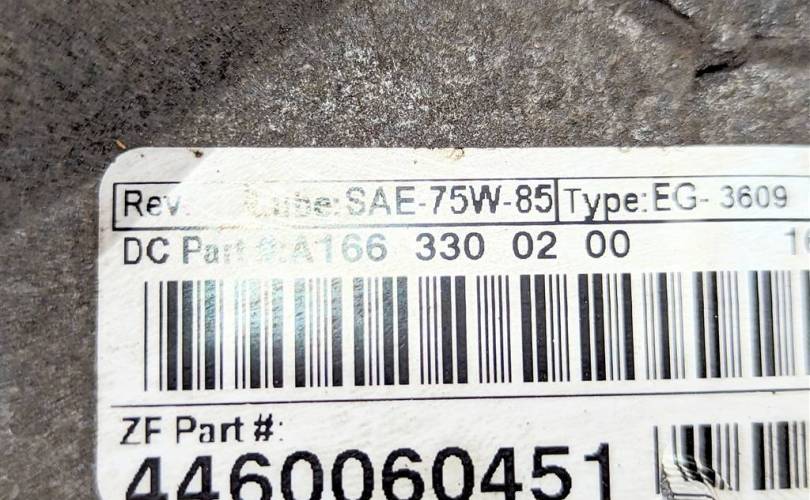 Rev: Lube: SAE-75W-85 Type: EG- 3609
DC Part #: A166 330 02 00
ZF Part #:
4460060451